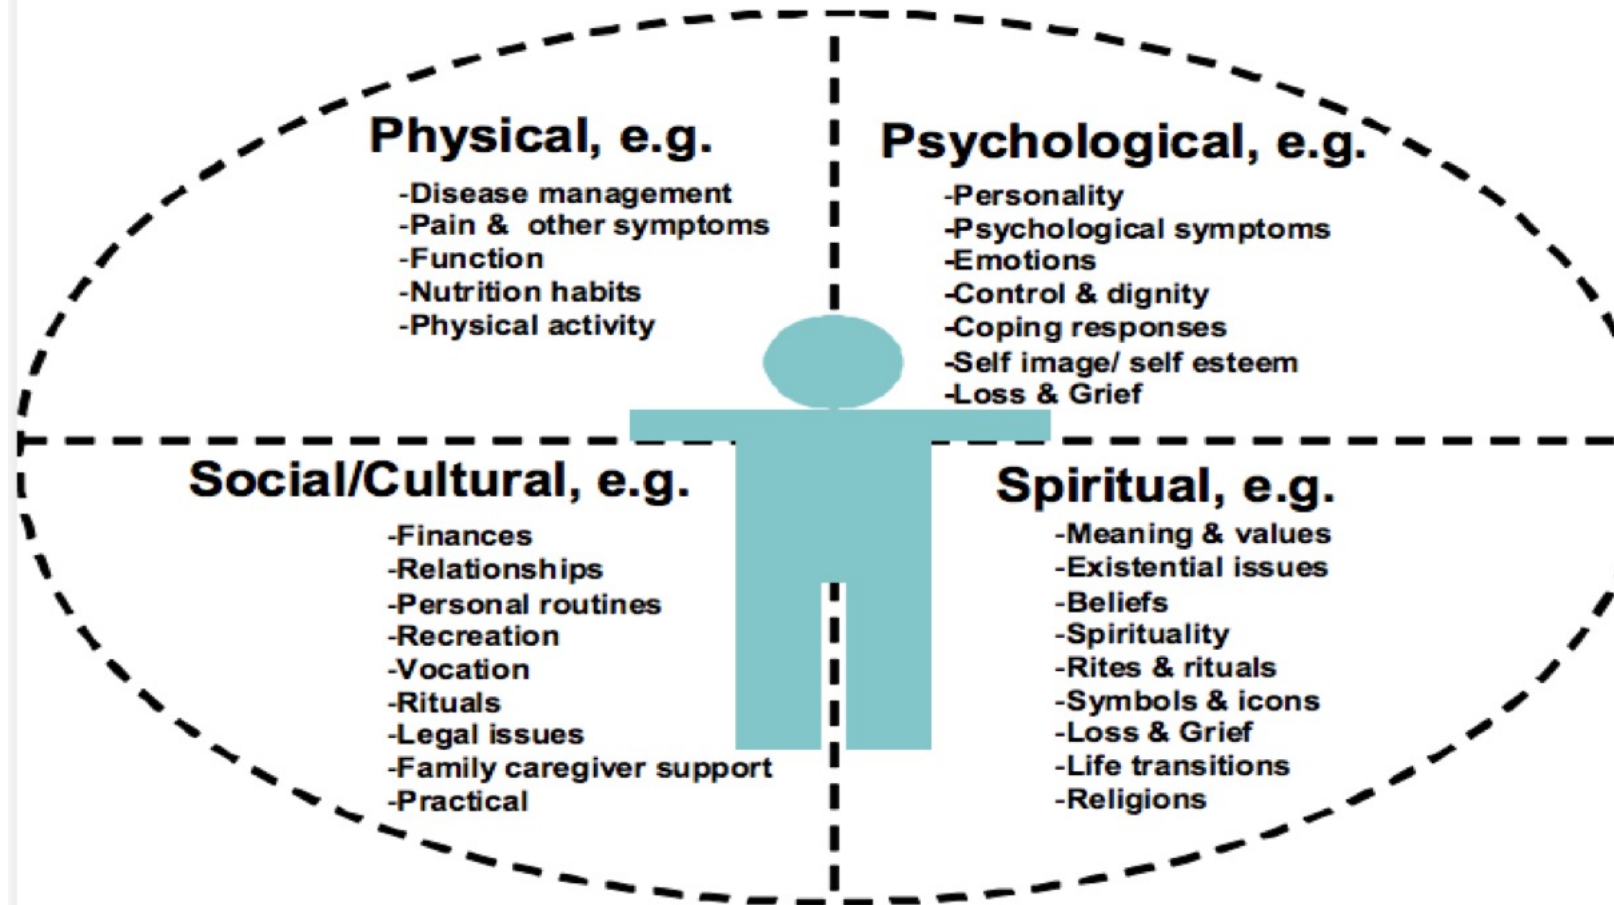 Physical, e.g.
-Disease management
-Pain & other symptoms
-Function
-Nutrition habits
-Physical activity
Psychological, e.g.
-Personality
-Psychological symptoms
-Emotions
-Control & dignity
-Coping responses
-Self image/ self esteem
-Loss & Grief
Social/Cultural, e.g.
-Finances
-Relationships
-Personal routines
-Recreation
-Vocation
-Rituals
-Legal issues
-Family caregiver support
-Practical
Spiritual, e.g.
-Meaning & values
-Existential issues
-Beliefs
-Spirituality
-Rites & rituals
-Symbols & icons
-Loss & Grief
-Life transitions
-Religions